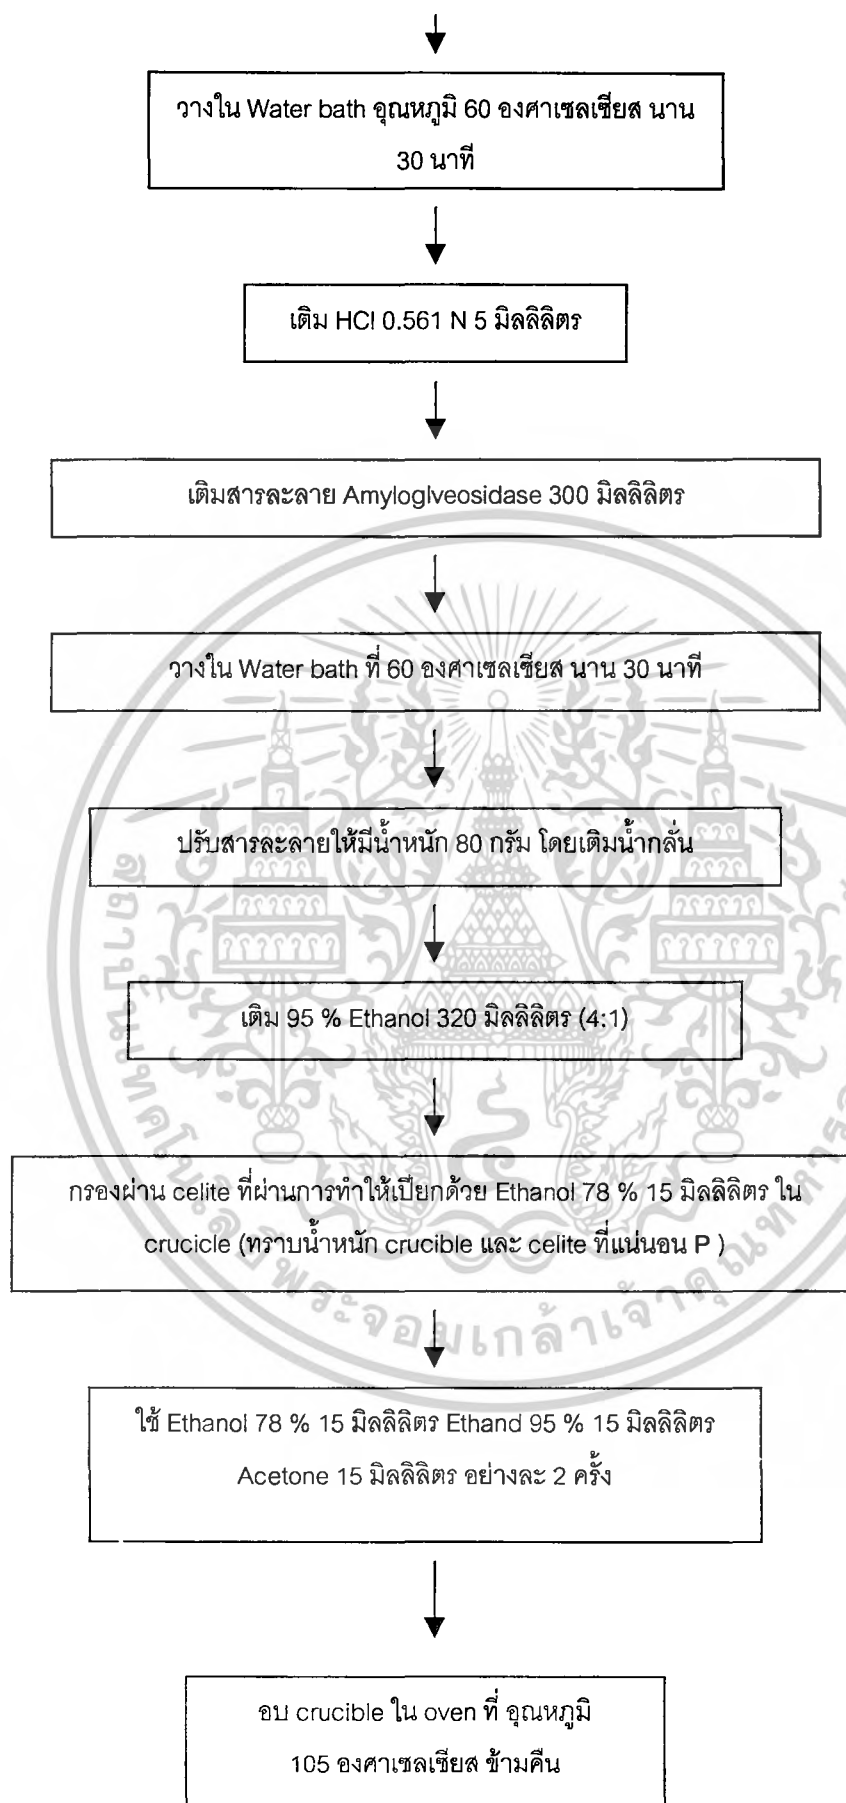 วางใน Water bath อุณหภูมิ 60 องศาเซลเซียส นาน
30 นาที
เติม HCl 0.561 N 5 มิลลิลิตร
เติมสารละลาย Amyloglveosidase 300 มิลลิลิตร
วางใน Water bath ที่ 60 องศาเซลเซียส นาน 30 นาที
ปรับสารละลายให้มีน้ำหนัก 80 กรัม โดยเติมน้ำกลั่น
เติม 95 % Ethanol 320 มิลลิลิตร (4:1)
กรองผ่าน celite ที่ผ่านการทำให้เปียกด้วย Ethanol 78 % 15 มิลลิลิตร ใน
crucicle (ทราบน้ำหนัก crucible และ celite ที่แน่นอน P )
ใช้ Ethanol 78 % 15 มิลลิลิตร Ethand 95 % 15 มิลลิลิตร
Acetone 15 มิลลิลิตร อย่างละ 2 ครั้ง
อบ crucible ใน oven ที่ อุณหภูมิ
105 องศาเซลเซียส ข้ามคืน